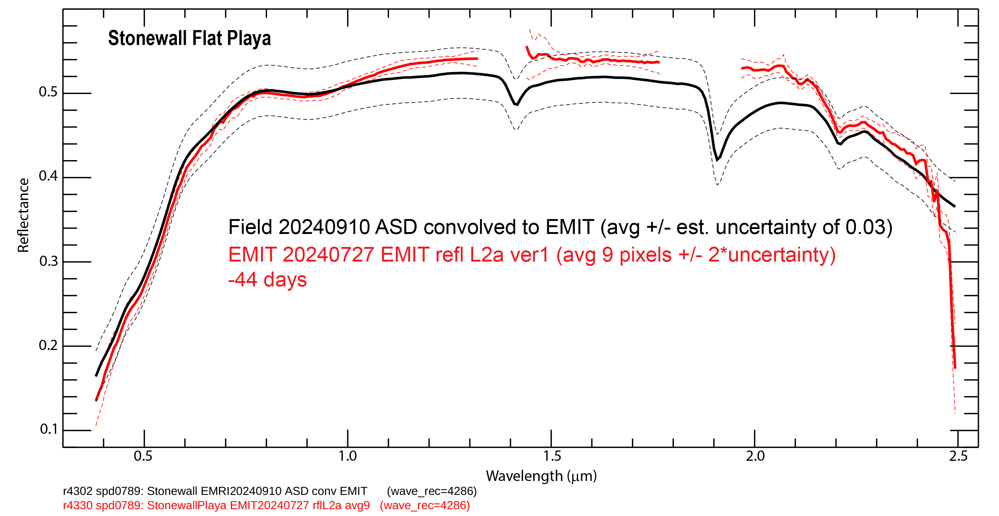 Stonewall Flat Playa
0.5
0.4
0.3
0.2
0.1
Reflectance
Field 20240910 ASD convolved to EMIT (avg +/- est. uncertainty of 0.03)
EMIT 20240727 EMIT refl L2a ver1 (avg 9 pixels +/- 2*uncertainty)
-44 days
0.5 1.0 1.5 2.0 2.5
Wavelength (μm)
r4302 spd0789: Stonewall EMRI20240910 ASD conv EMIT (wave_rec=4286)
r4330 spd0789: StonewallPlaya EMIT20240727 rflL2a avg9 (wave_rec=4286)